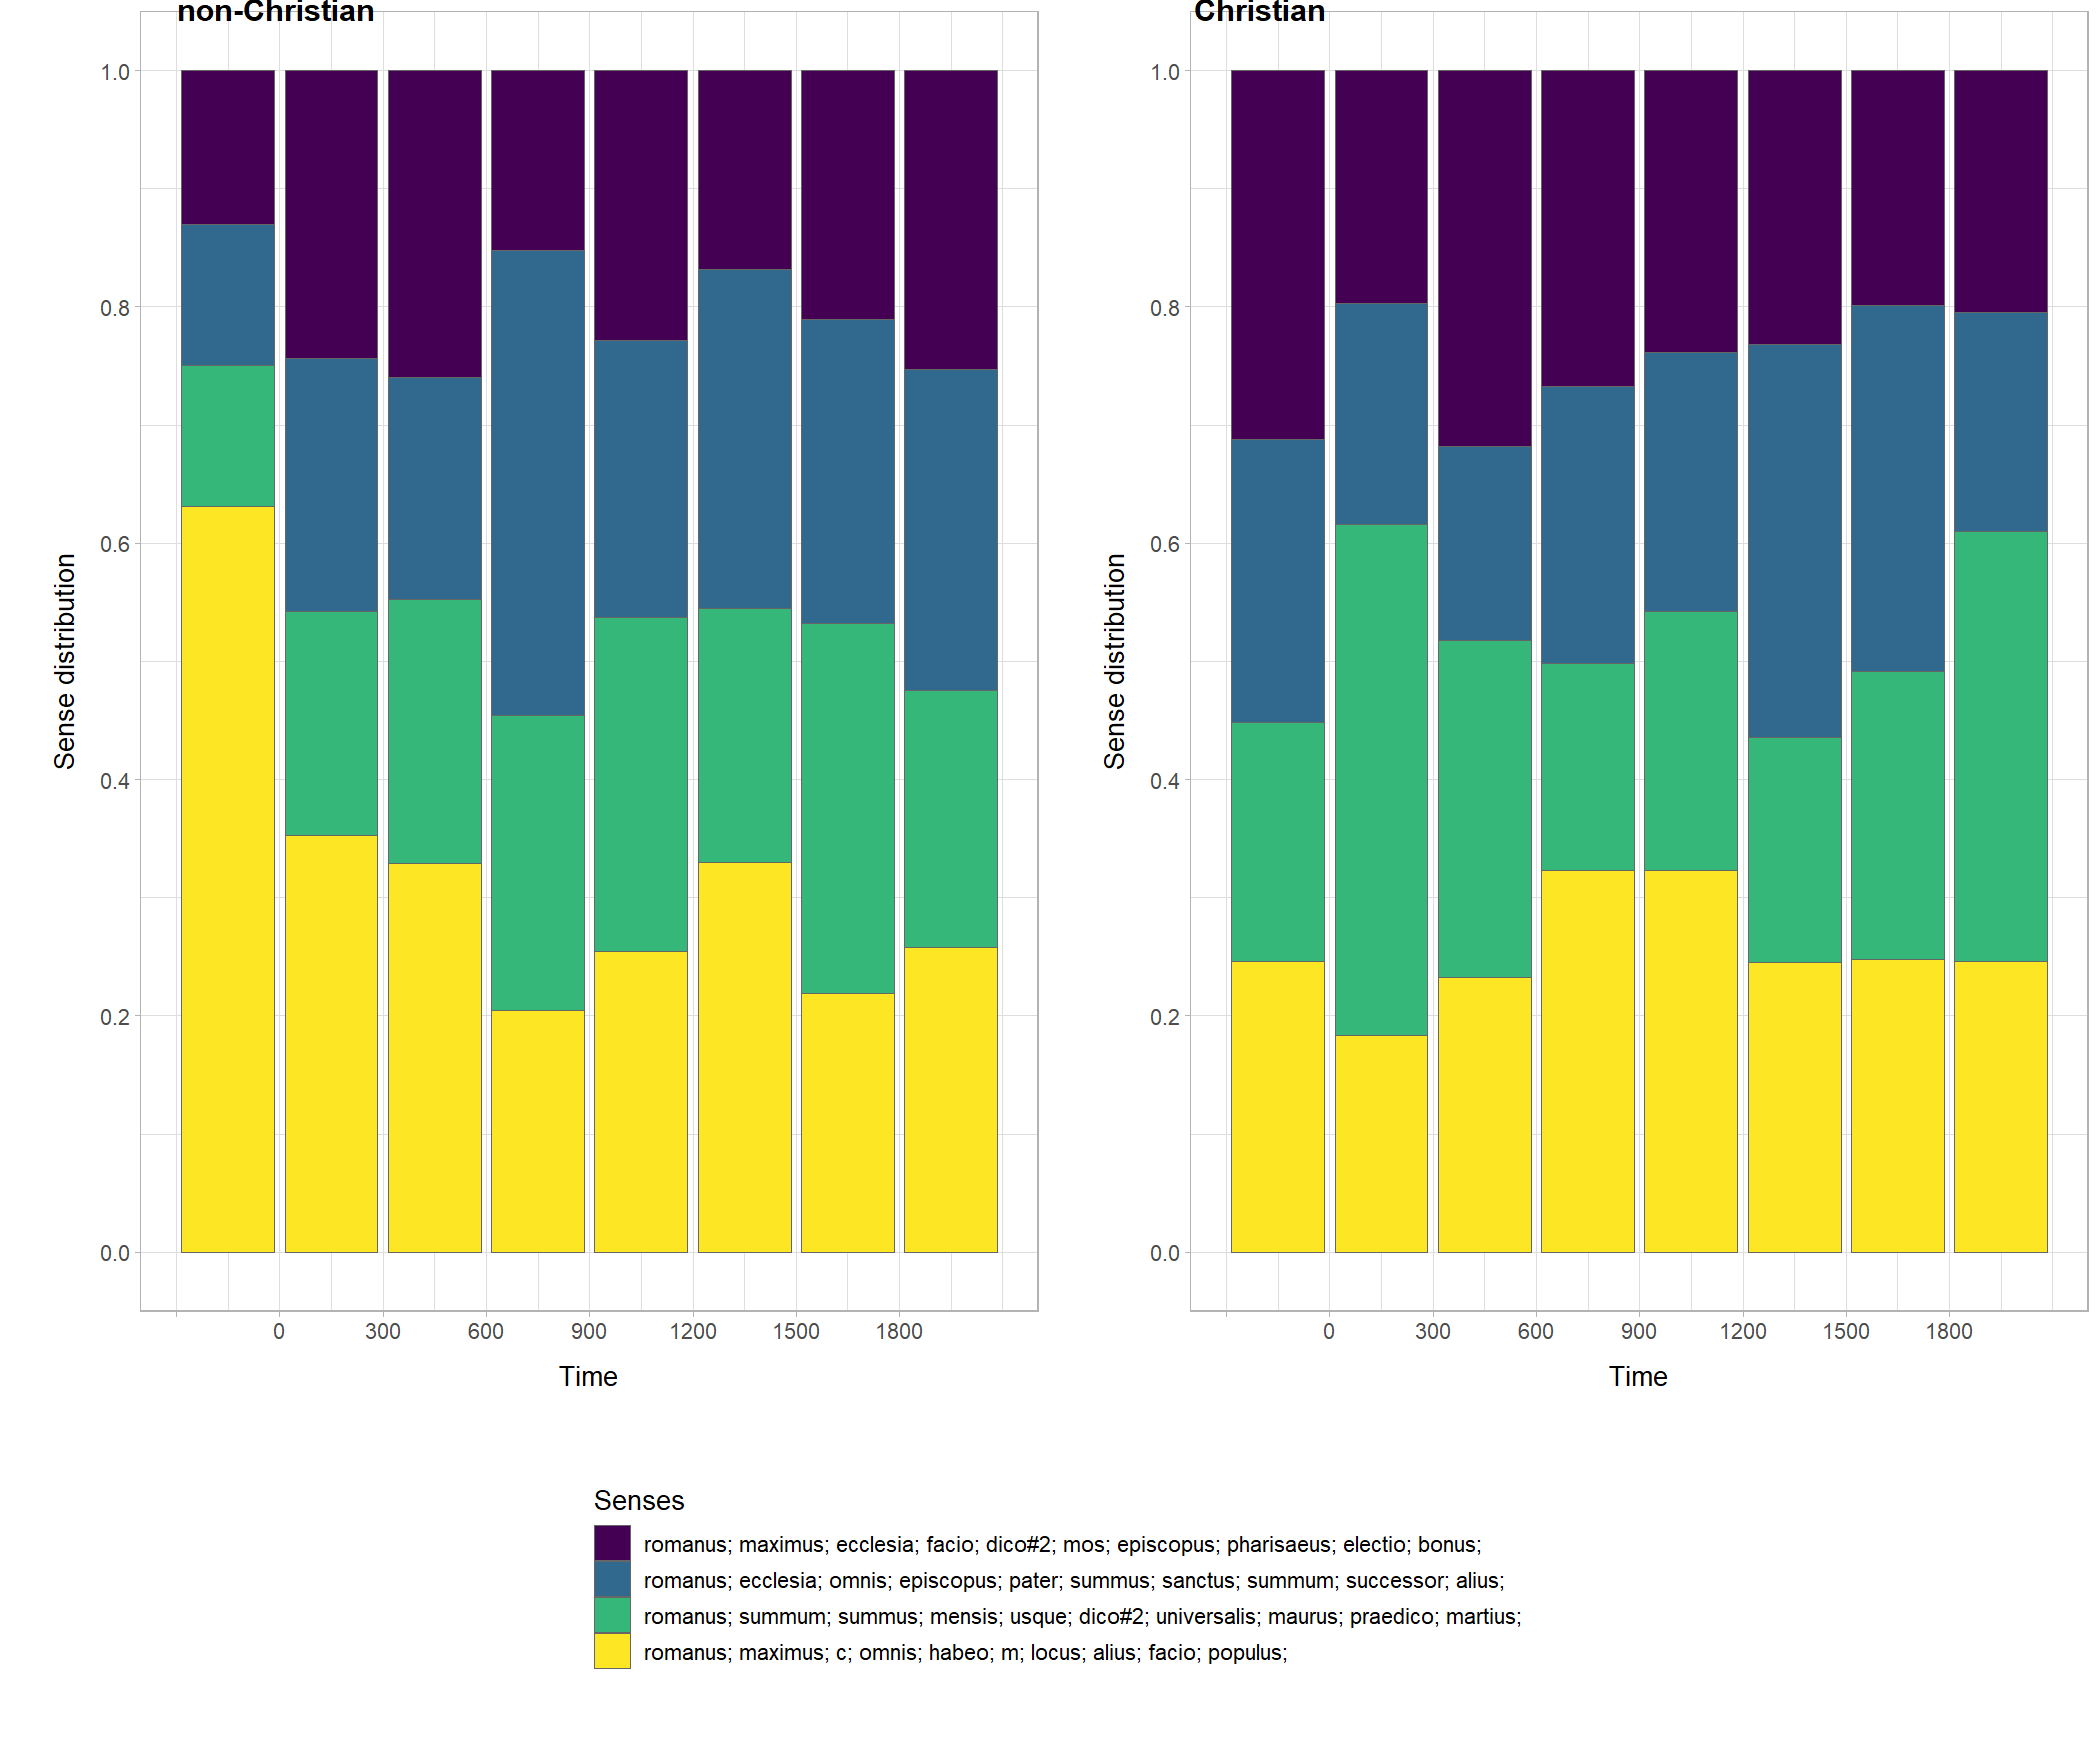 non-Christian
Christian
1.0
0.8
0.6
0.4
0.2
0.0
Sense distribution
0 300 600 900 1200 1500 1800
Time
1.0
0.8
0.6
0.4
0.2
0.0
Sense distribution
0 300 600 900 1200 1500 1800
Time
Senses
romanus; maximus; ecclesia; facio; dico#2; mos; episcopus; pharisaeus; electio; bonus;
romanus; ecclesia; omnis; episcopus; pater; summus; sanctus; summum; successor; alius;
romanus; summum; summus; mensis; usque; dico#2; universalis; maurus; praedico; martius;
romanus; maximus; c; omnis; habeo; m; locus; alius; facio; populus;